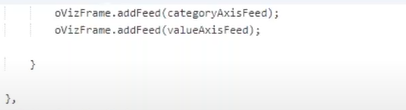 oVizFrame.addFeed(categoryAxisFeed);
oVizFrame.addFeed(valueAxisFeed);
}
},